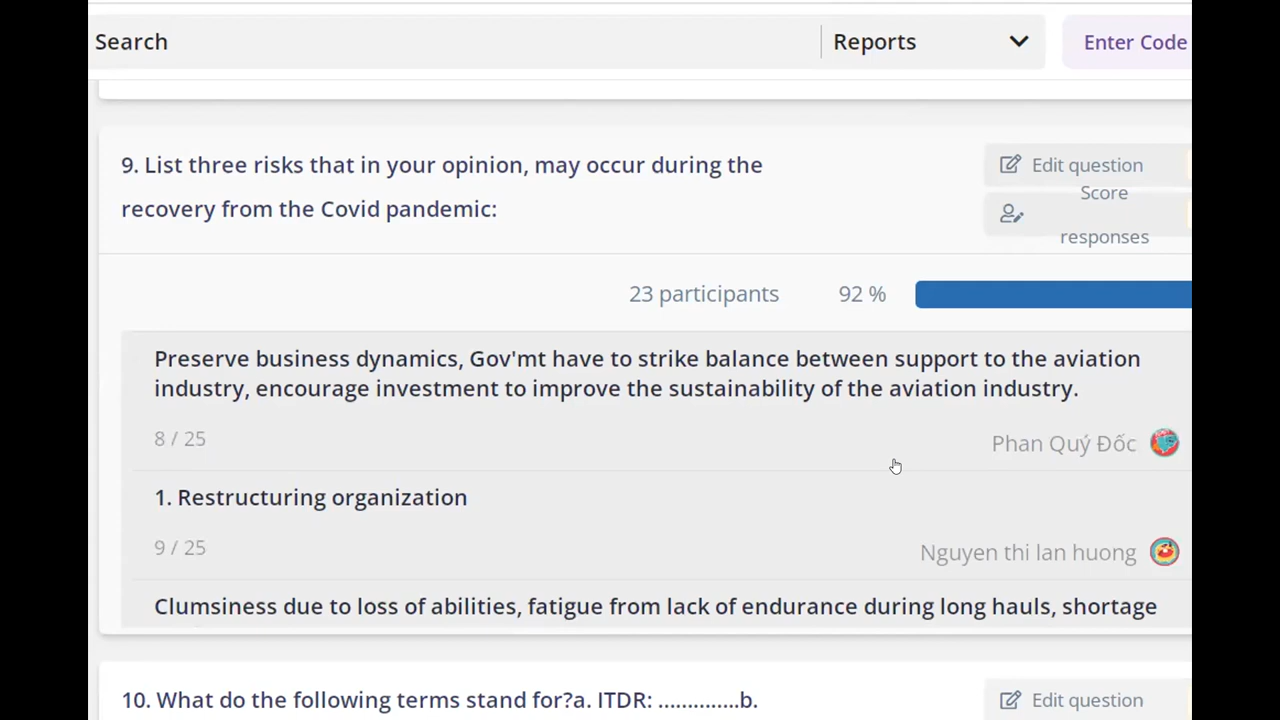 Search
Reports
Enter Code
9. List three risks that in your opinion, may occur during the
recovery from the Covid pandemic:
Edit question
Score
responses
23 participants
92 %
Preserve business dynamics, Gov'mt have to strike balance between support to the aviation
industry, encourage investment to improve the sustainability of the aviation industry.
8 / 25
Phan Quý Đốc
1. Restructuring organization
9 / 25
Nguyen thi lan huong
Clumsiness due to loss of abilities, fatigue from lack of endurance during long hauls, shortage
10. What do the following terms stand for?a. ITDR: ..............b.
Edit question